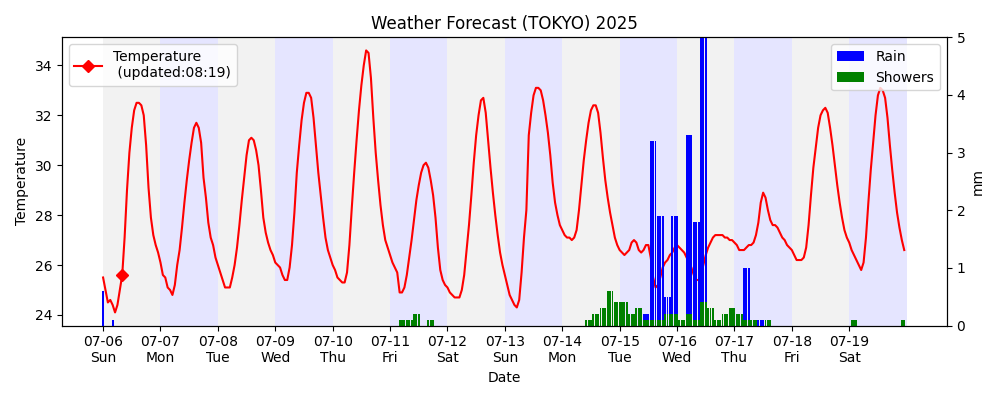 Weather Forecast (TOKYO) 2025
Temperature
(updated:08:19)
Rain
Showers
Temperature
mm
34
32
30
28
26
24
5
4
3
2
1
0
07-06 07-07 07-08 07-09 07-10 07-11 07-12 07-13 07-14 07-15 07-16 07-17 07-18 07-19
Sun Mon Tue Wed Thu Fri Sat Sun Mon Tue Wed Thu Fri Sat
Date